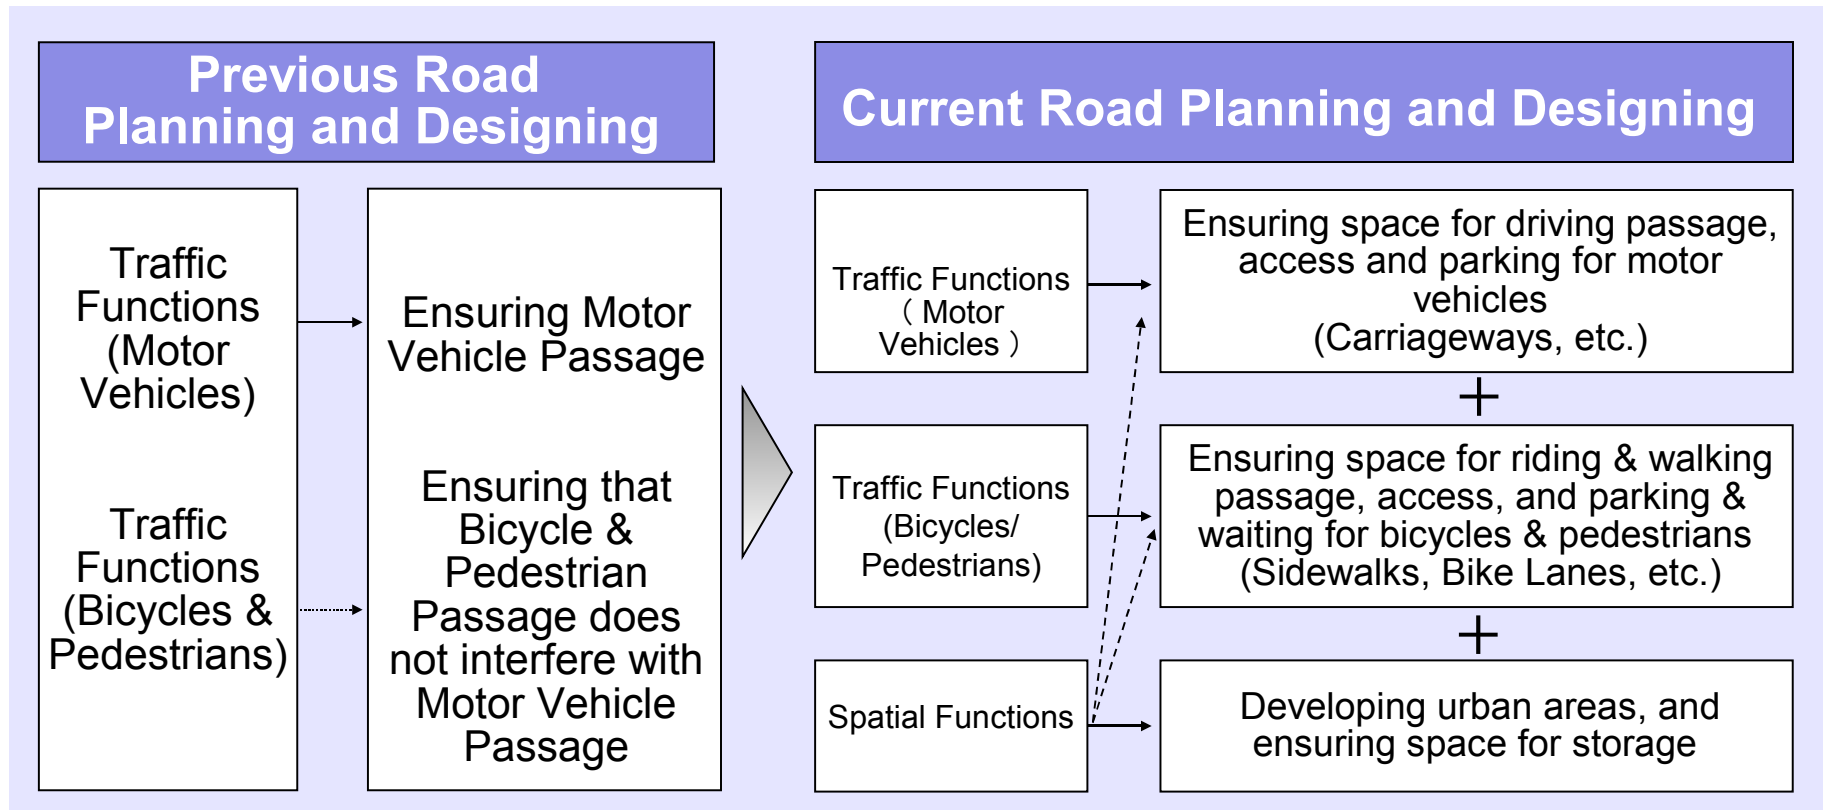 Previous Road
Planning and Designing
Traffic
Functions
(Motor
Vehicles)
Traffic
Functions
(Bicycles &
Pedestrians)
Ensuring Motor
Vehicle Passage
Ensuring that
Bicycle &
Pedestrian
Passage does
not interfere with
Motor Vehicle
Passage
Current Road Planning and Designing
Traffic Functions
（ Motor
Vehicles ）
Ensuring space for driving passage,
access and parking for motor
vehicles
(Carriageways, etc.)
+
Traffic Functions
(Bicycles/
Pedestrians)
Ensuring space for riding & walking
passage, access, and parking &
waiting for bicycles & pedestrians
(Sidewalks, Bike Lanes, etc.)
+
Spatial Functions
Developing urban areas, and
ensuring space for storage